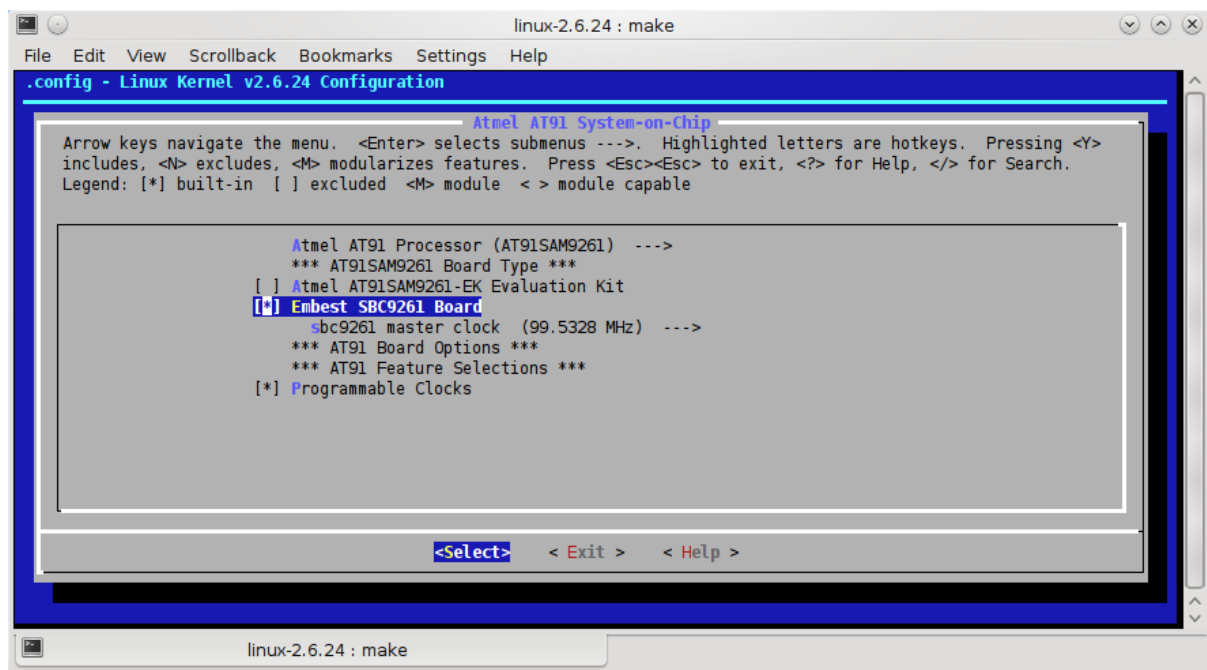 linux-2.6.24 : make
File Edit View Scrollback Bookmarks Settings Help
.config - Linux Kernel v2.6.24 Configuration
Atmel AT91 System-on-Chip
Arrow keys navigate the menu. <Enter> selects submenus --->. Highlighted letters are hotkeys. Pressing <Y>
includes, <N> excludes, <M> modularizes features. Press <Esc><Esc> to exit, <?> for Help, </> for Search.
Legend: [*] built-in [ ] excluded <M> module < > module capable
Atmel AT91 Processor (AT91SAM9261) --->
*** AT91SAM9261 Board Type ***
[ ] Atmel AT91SAM9261-EK Evaluation Kit
[*] Embest SBC9261 Board
sbc9261 master clock (99.5328 MHz) --->
*** AT91 Board Options ***
*** AT91 Feature Selections ***
[*] Programmable Clocks
<Select> < Exit > < Help >
linux-2.6.24 : make